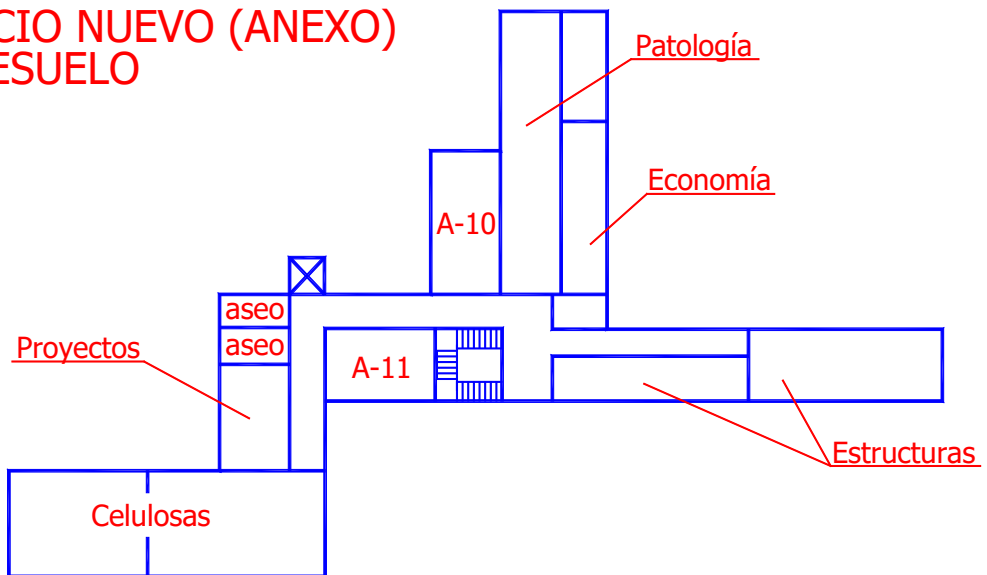 CIO NUEVO (ANEXO)
ESUELO
Patología
Economía
A-10
aseo
aseo
Proyectos
A-11
Estructuras
Celulosas